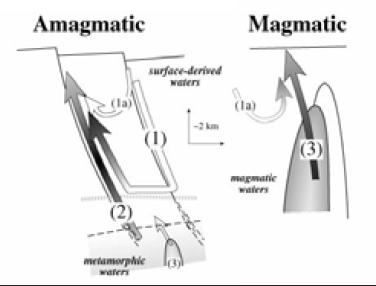 Amagmatic
Magmatic
surface-derived
waters
(1a)
(1a)
(1)
~2 km
(3)
magmatic
waters
(2)
metamorphic
waters
(3)